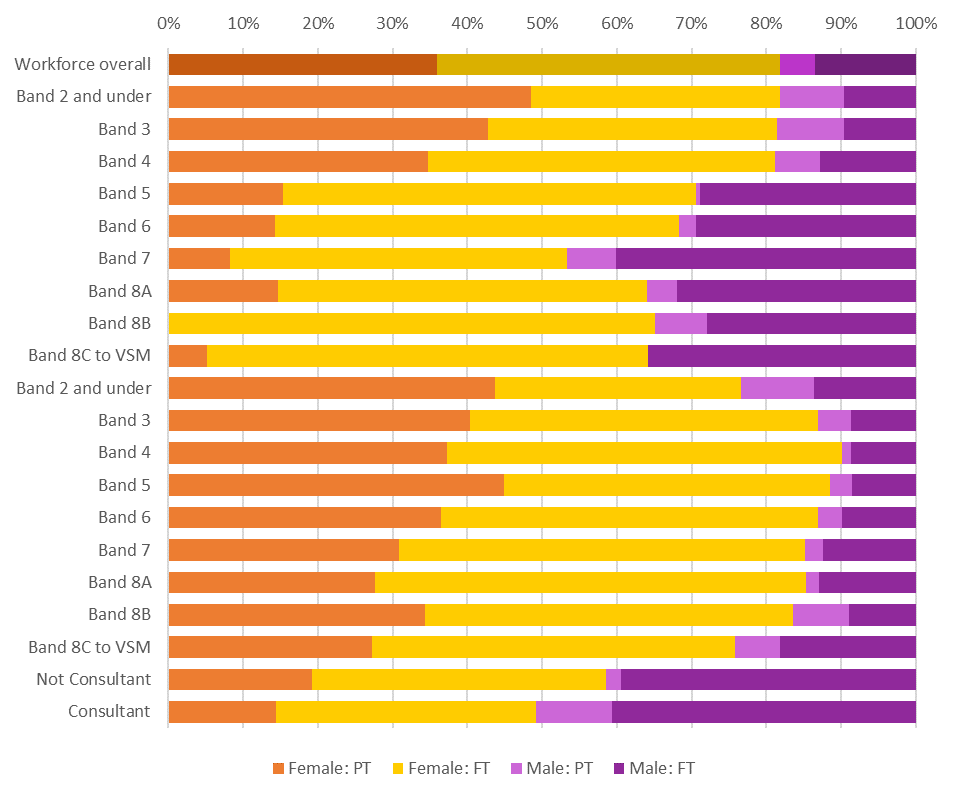 0% 10% 20% 30% 40% 50% 60% 70% 80% 90% 100%
Workforce overall
Band 2 and under
Band 3
Band 4
Band 5
Band 6
Band 7
Band 8A
Band 8B
Band 8C to VSM
Band 2 and under
Band 3
Band 4
Band 5
Band 6
Band 7
Band 8A
Band 8B
Band 8C to VSM
Not Consultant
Consultant
Female: PT Female: FT Male: PT Male: FT